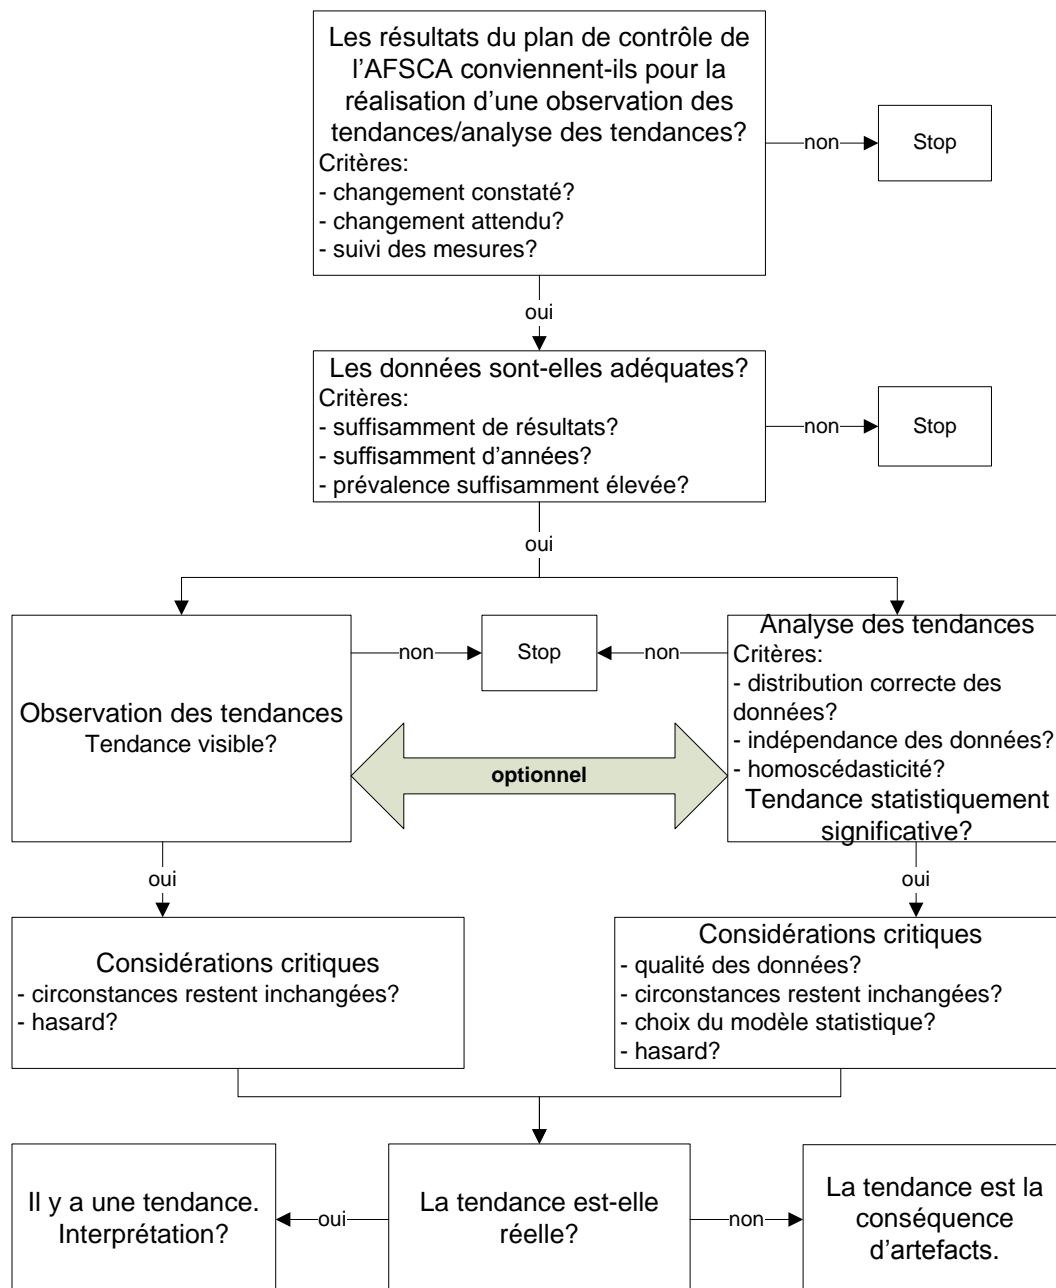 Les résultats du plan de contrôle de
l'AFSCA conviennent-ils pour la
réalisation d'une observation des
tendances/analyse des tendances?
Critères:
- changement constaté?
- changement attendu?
- suivi des mesures?
non
Stop
oui
Les données sont-elles adéquates?
Critères:
- suffisamment de résultats?
- suffisamment d'années?
- prévalence suffisamment élevée?
non
Stop
oui
Observation des tendances
Tendance visible?
non
Stop
non
Analyse des tendances
Critères:
- distribution correcte des
données?
- indépendance des données?
- homoscédasticité?
Tendance statistiquement
significative?
optionnel
oui
oui
Considérations critiques
- circonstances restent inchangées?
- hasard?
Considérations critiques
- qualité des données?
- circonstances restent inchangées?
- choix du modèle statistique?
- hasard?
Il y a une tendance.
Interprétation?
oui
La tendance est-elle
réelle?
non
La tendance est la
conséquence
d'artefacts.